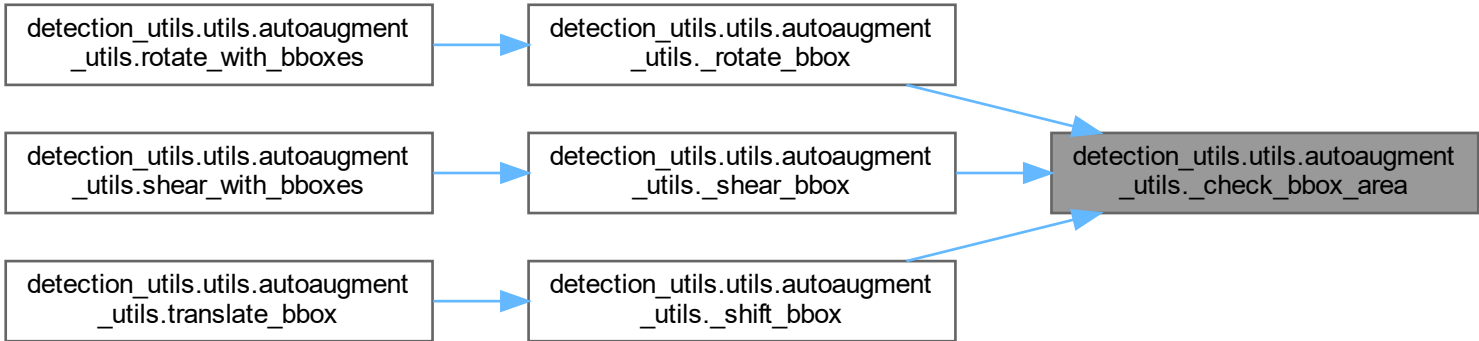 detection_utils.utils.autoaugment
_utils.rotate_with_bboxes
detection_utils.utils.autoaugment
_utils._rotate_bbox
detection_utils.utils.autoaugment
_utils.shear_with_bboxes
detection_utils.utils.autoaugment
_utils._shear_bbox
detection_utils.utils.autoaugment
_utils._check_bbox_area
detection_utils.utils.autoaugment
_utils.translate_bbox
detection_utils.utils.autoaugment
_utils._shift_bbox